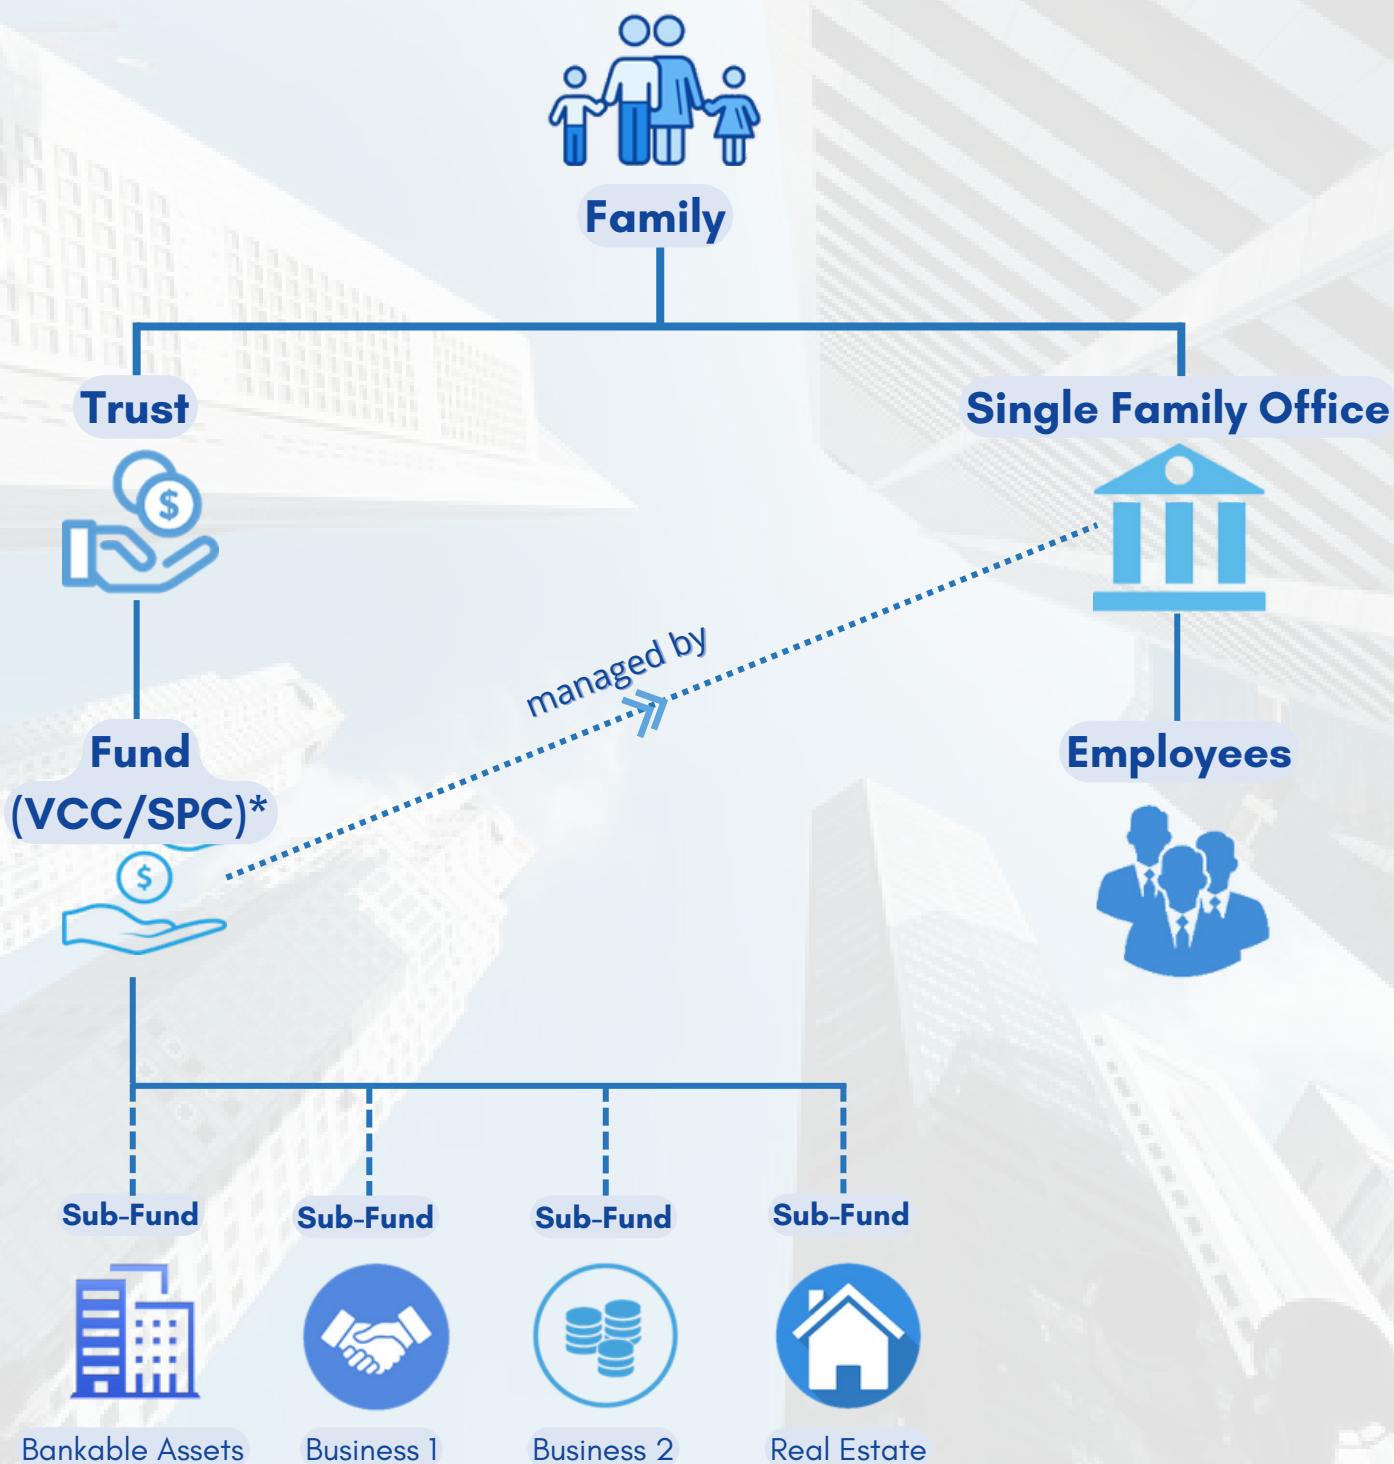 Family
Trust
Single Family Office
$
managed by
Fund
(VCC/SPC)*
Employees
$
Sub-Fund
Sub-Fund
Sub-Fund
Sub-Fund
Bankable Assets
Business 1
Business 2
Real Estate